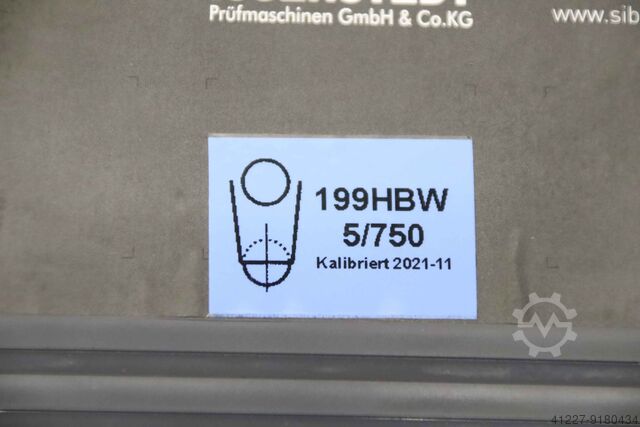 Prüfmaschinen GmbH & Co.KG
www.sib
199HBW
5/750
Kalibriert 2021-11
41227-9180434